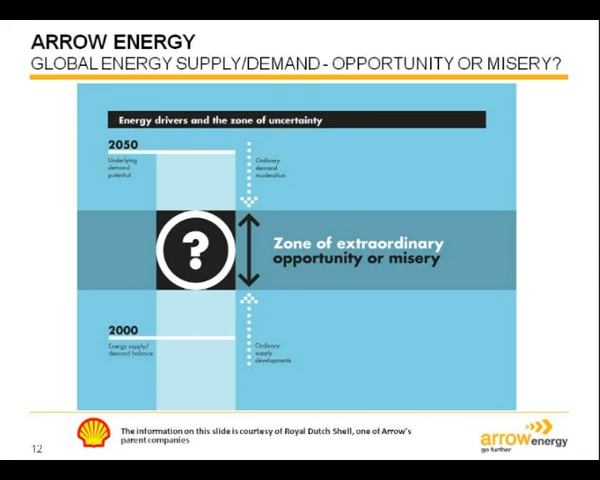 ARROW ENERGY
GLOBAL ENERGY SUPPLY/DEMAND - OPPORTUNITY OR MISERY?
Energy drivers and the zone of uncertainty
2050
Underlying
demand
potential
Ordinary
demand
moderation
?
Zone of extraordinary
opportunity or misery
2000
Energy supply/
demand balance
Ordinary
supply
developments
The information on this slide is courtesy of Royal Dutch Shell, one of Arrow's
parent companies
12
arrowenergy
go further